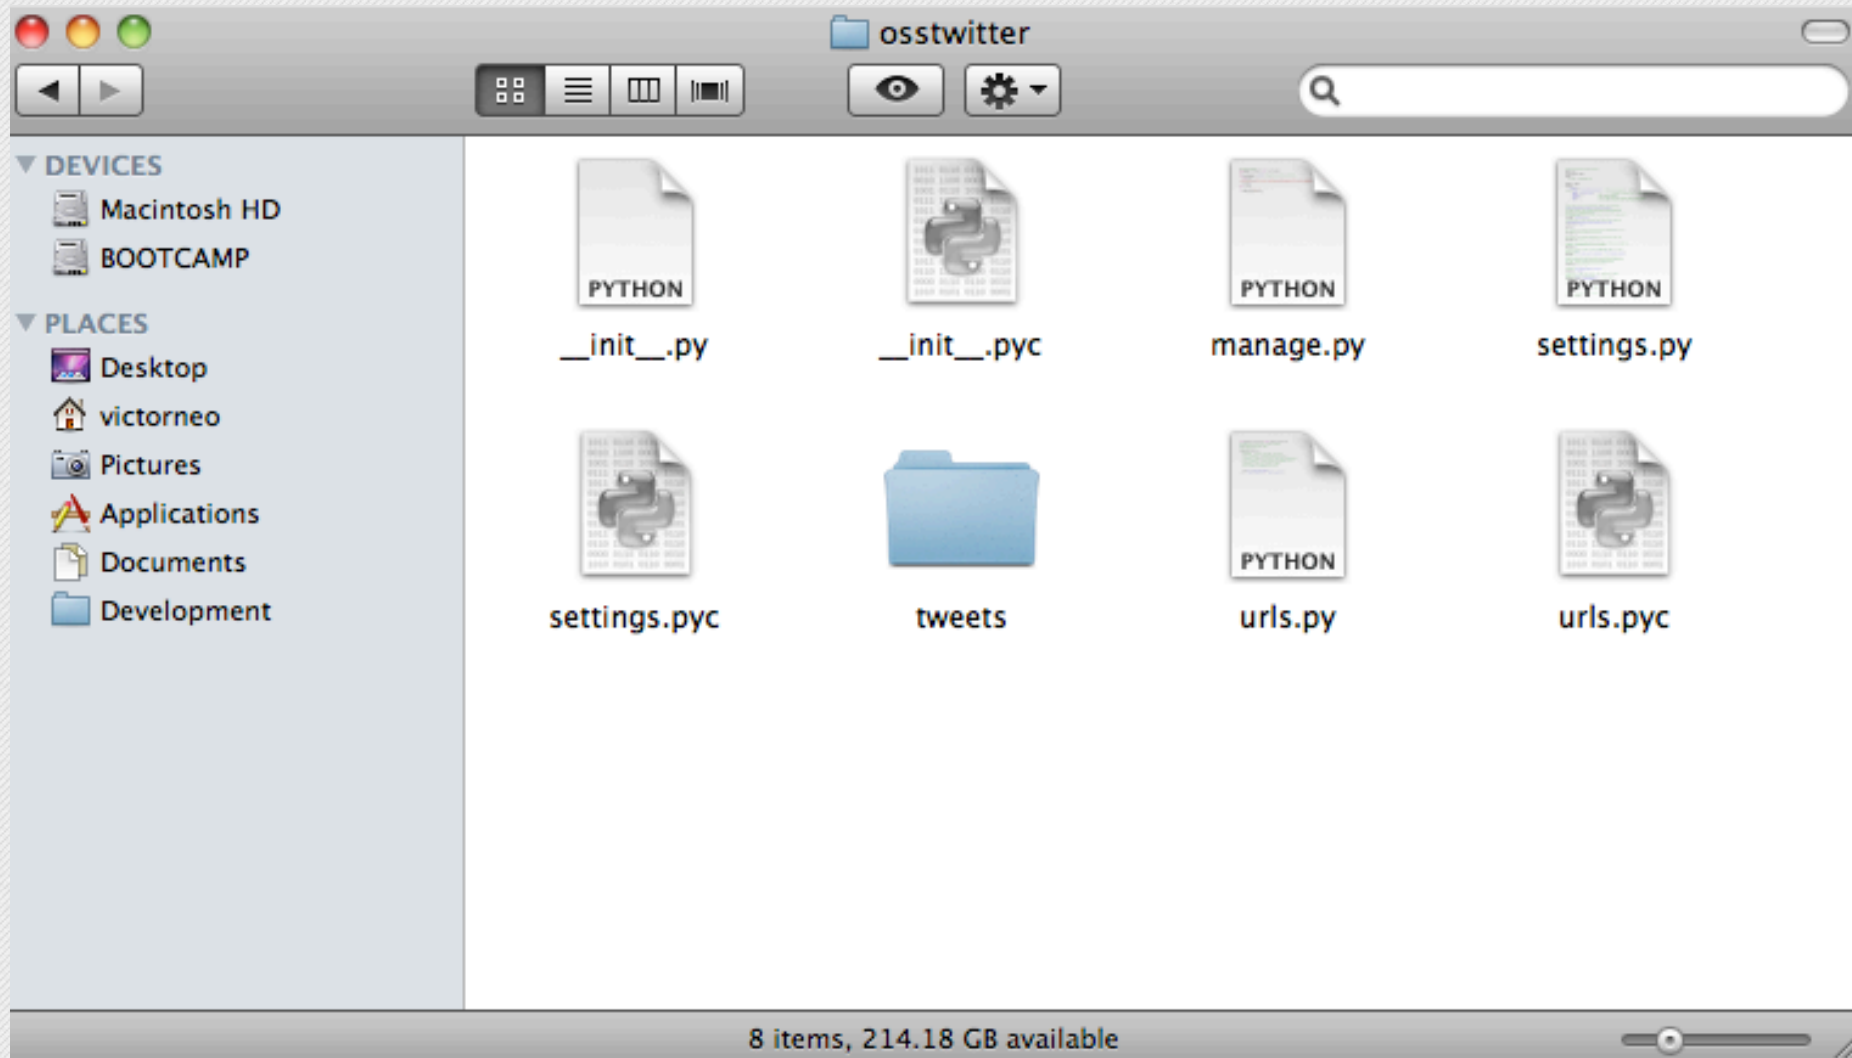 osstwitter
DEVICES
Macintosh HD
BOOTCAMP
PLACES
Desktop
victorneo
Pictures
Applications
Documents
Development
PYTHON
__init__.py
__init__.pyc
PYTHON
manage.py
PYTHON
settings.py
settings.pyc
tweets
PYTHON
urls.py
urls.pyc
8 items, 214.18 GB available